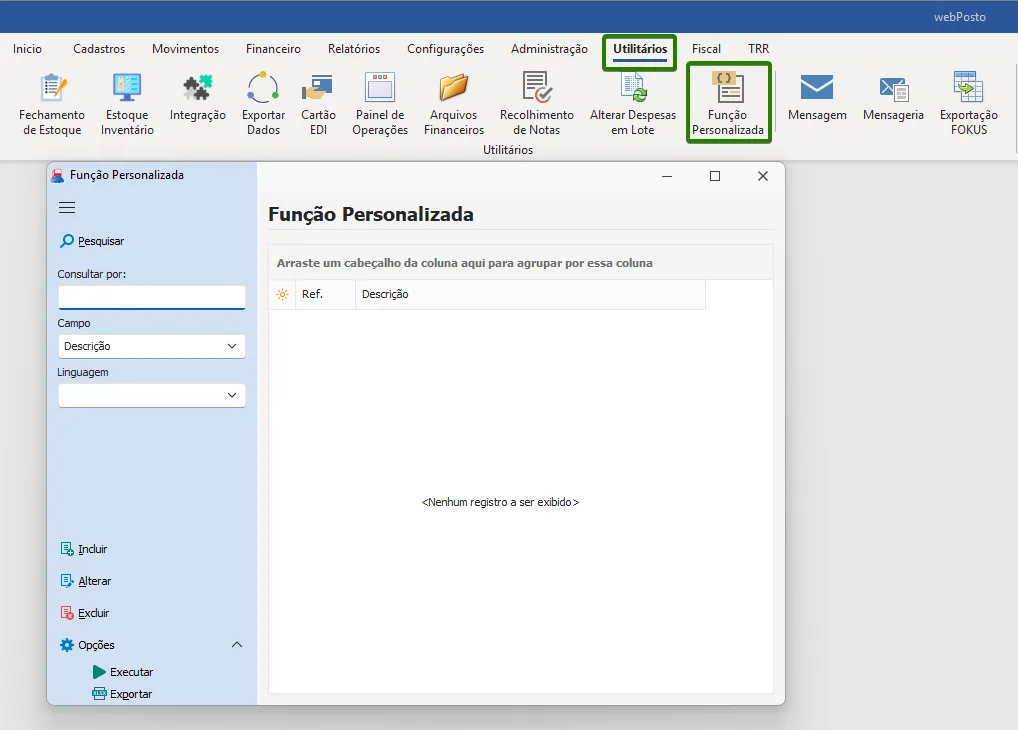 webPosto
Inicio Cadastros Movimentos Financeiro Relatórios Configurações Administração Utilitários Fiscal TRR
Fechamento de Estoque
Estoque Inventário
Integração
Exportar Dados
Cartão EDI
Painel de Operações
Arquivos Financeiros
Recolhimento de Notas
Alterar Despesas em Lote
Função Personalizada
Mensagem
Mensageria
Exportação FOKUS
Utilitários
Função Personalizada
Pesquisar
Consultar por:
Campo
Descrição
Linguagem
Incluir
Alterar
Excluir
Opções
Executar
Exportar
Função Personalizada
Arraste um cabeçalho da coluna aqui para agrupar por essa coluna
Ref. Descrição
<Nenhum registro a ser exibido>